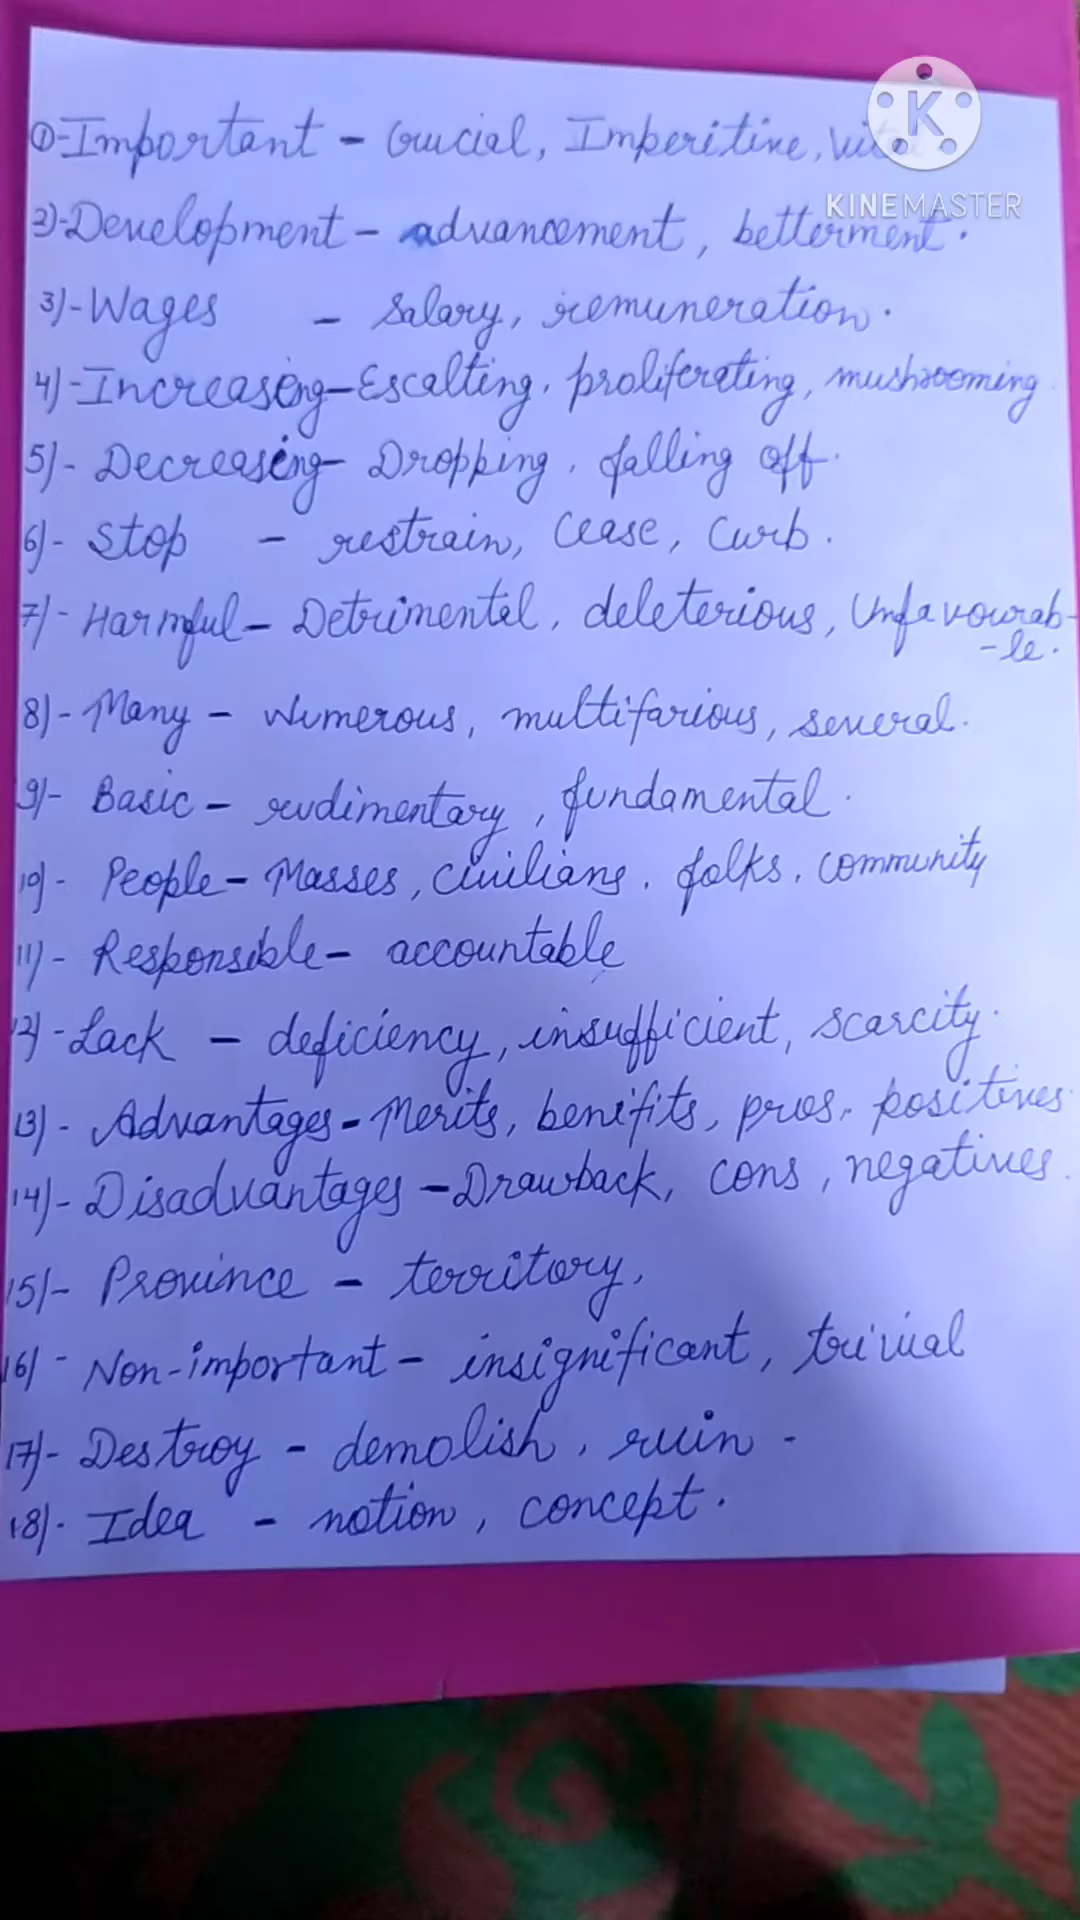 1)-Important - Crucial, Imperitive,
KINEMASTER
2)-Development - advancement, betterment.
3)-Wages - Salary, remuneration.
4)-Increasing-Escalting, proliferating, mushrooming.
5)- Decreasing- Dropping, falling off.
6)- Stop - restrain, Cease, Curb.
7)- Harmful- Detrimental, deleterious, Unfavourab-
-le.
8)- Many - Numerous, multifarious, several.
9)- Basic - rudimentary, fundamental.
10)- People- Masses, civilians, folks, community
11)- Responsible- accountable
12)-Lack - deficiency, insufficient, scarcity.
13)- Advantages- Merits, benifits, pros, positives
14)- Disadvantages -Drawback, cons, negatives.
15)- Province - territory,
16)- Non-important- insignificant, trivial
17)- Destroy - demolish, ruin -
18)- Idea - notion, concept.